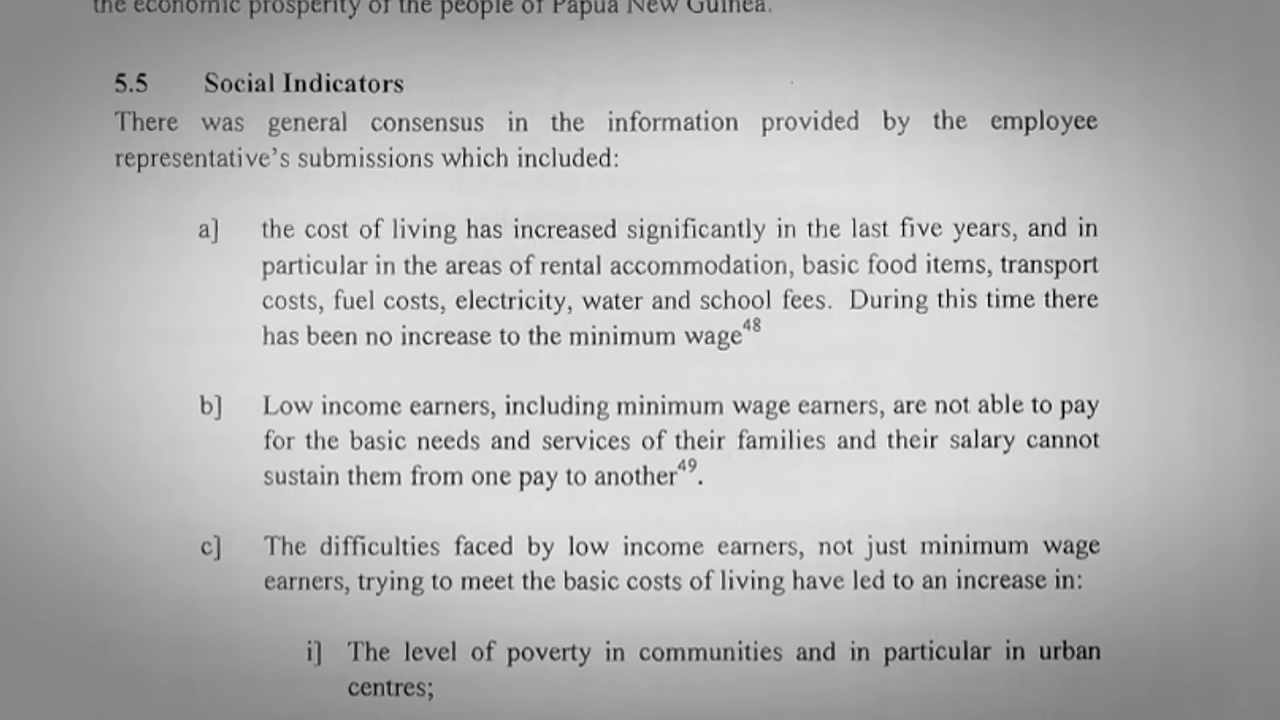 the economic prosperity of the people of Papua New Guinea.
5.5 Social Indicators
There was general consensus in the information provided by the employee
representative's submissions which included:
a] the cost of living has increased significantly in the last five years, and in
particular in the areas of rental accommodation, basic food items, transport
costs, fuel costs, electricity, water and school fees. During this time there
has been no increase to the minimum wage48
b] Low income earners, including minimum wage earners, are not able to pay
for the basic needs and services of their families and their salary cannot
sustain them from one pay to another49.
c] The difficulties faced by low income earners, not just minimum wage
earners, trying to meet the basic costs of living have led to an increase in:
i] The level of poverty in communities and in particular in urban
centres;